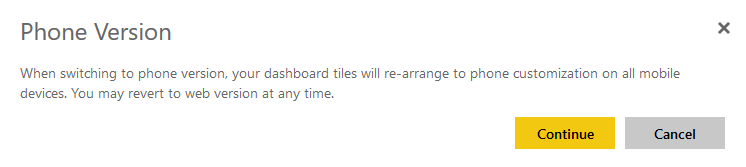 Phone Version
When switching to phone version, your dashboard tiles will re-arrange to phone customization on all mobile
devices. You may revert to web version at any time.
Continue
Cancel